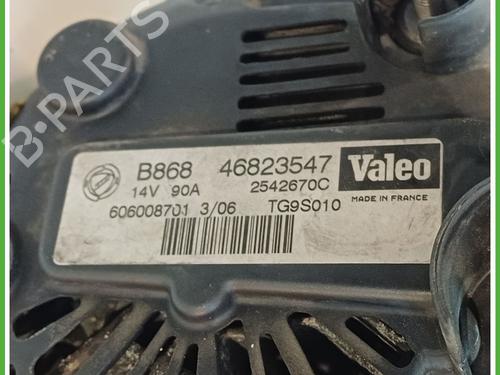 B-PARTS
B868 46823547
14V 90A 2542670C
Valeo
MADE IN FRANCE
606008701 3/06 TG9S010